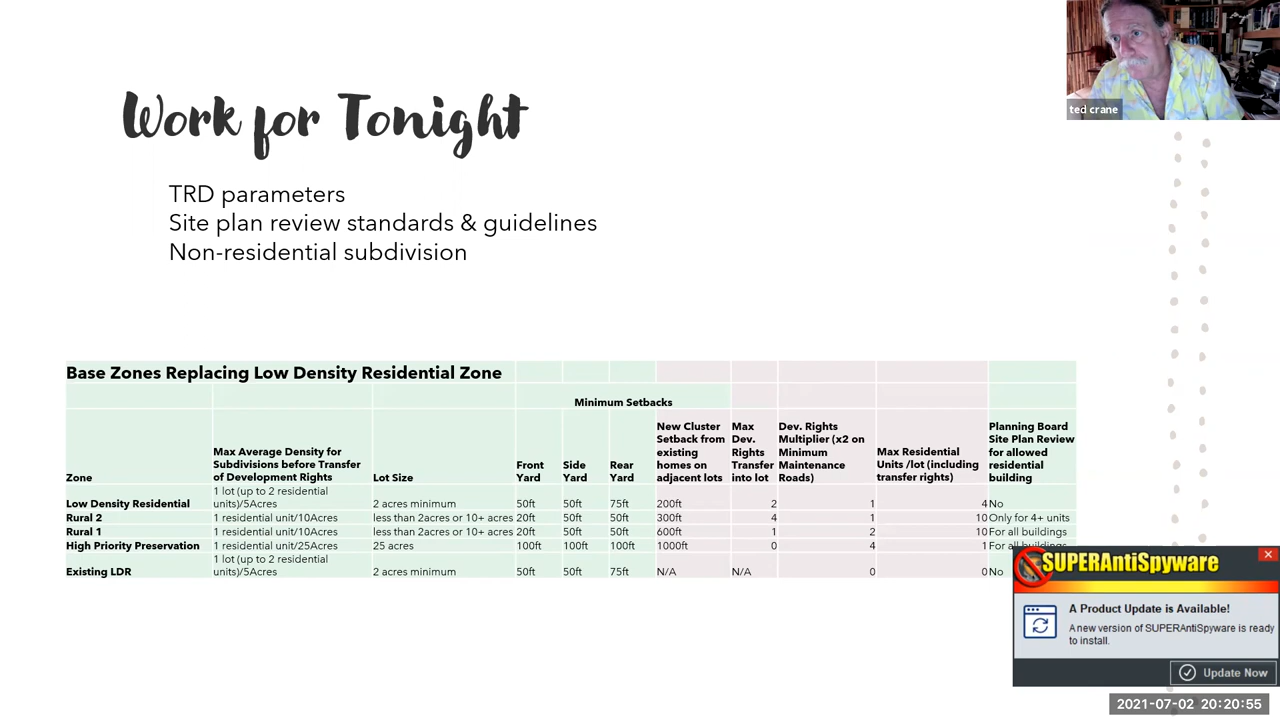 Work for Tonight
ted crane
TRD parameters
Site plan review standards & guidelines
Non-residential subdivision
Base Zones Replacing Low Density Residential Zone
Minimum Setbacks
Zone
Max Average Density for
Subdivisions before Transfer
of Development Rights
Lot Size
Front
Yard
Side
Yard
Rear
Yard
New Cluster
Setback from
existing
homes on
adjacent lots
Max
Dev.
Rights
Transfer
into lot
Dev. Rights
Multiplier (x2 on
Minimum
Maintenance
Roads)
Max Residential
Units /lot (including
transfer rights)
Planning Board
Site Plan Review
for allowed
residential
building
Low Density Residential
1 lot (up to 2 residential
units)/5Acres
2 acres minimum 50ft 50ft 75ft 200ft 2 1 4 No
Rural 2 1 residential unit/10Acres less than 2acres or 10+ acres 20ft 50ft 50ft 300ft 4 1 10 Only for 4+ units
Rural 1 1 residential unit/10Acres less than 2acres or 10+ acres 20ft 50ft 50ft 600ft 1 2 10 For all buildings
High Priority Preservation 1 residential unit/25Acres 25 acres 100ft 100ft 100ft 1000ft 0 4 1 For all buildings
Existing LDR
1 lot (up to 2 residential
units)/5Acres
2 acres minimum 50ft 50ft 75ft N/A N/A 0 0 No
SUPERAntiSpyware
A Product Update is Available!
A new version of SUPERAntiSpyware is ready
to install.
Update Now
2021-07-02 20:20:55